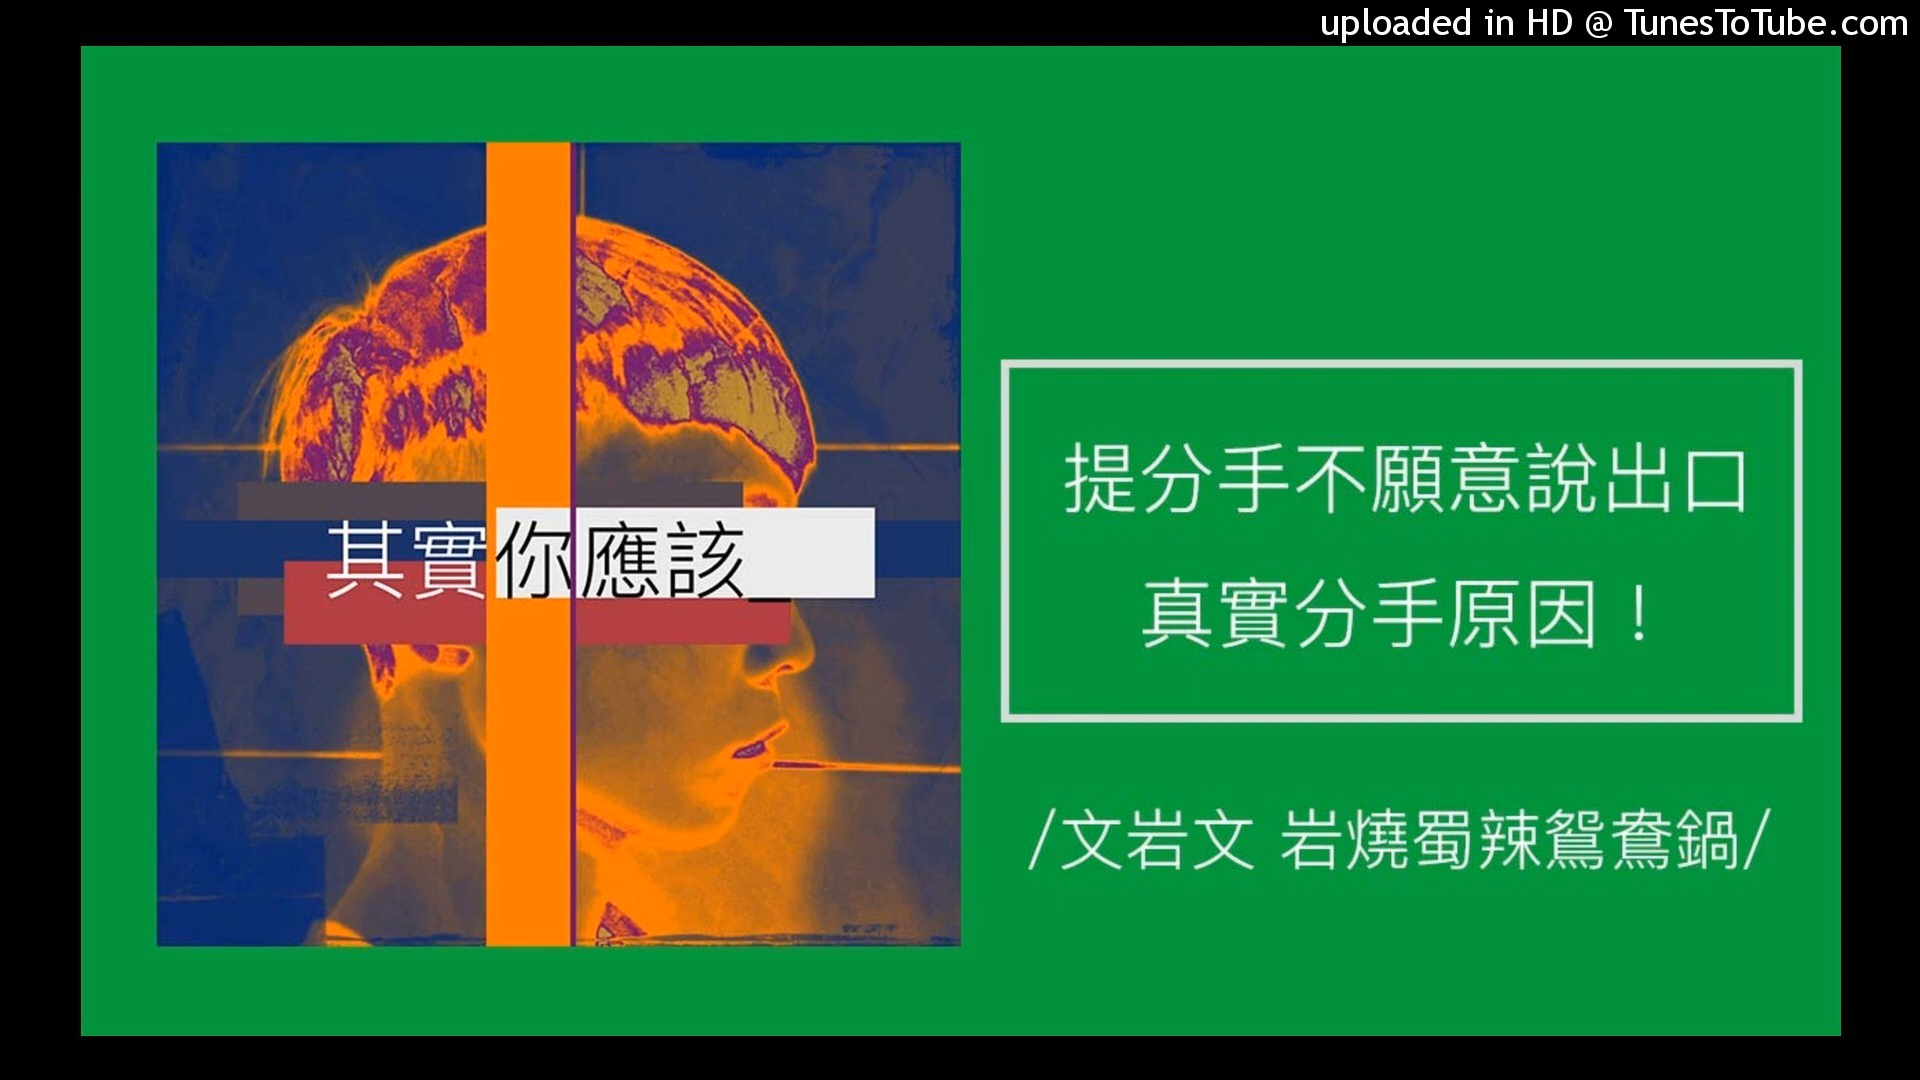 uploaded in HD @ TunesToTube.com
其實你應該_
提分手不願意說出口
真實分手原因！
/文岩文 岩燒蜀辣鴛鴦鍋/